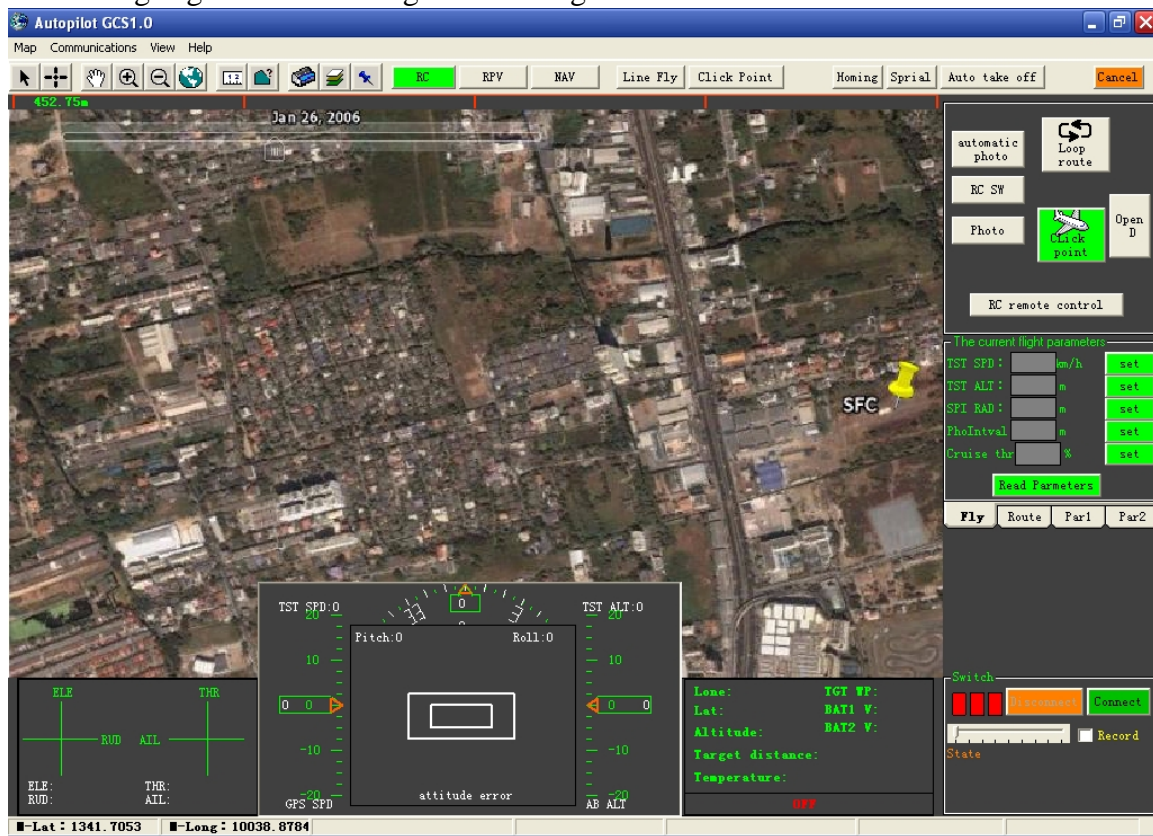 Autopilot GCS1.0
Map Communications View Help
RC RPV NAV Line Fly Click Point Homing Sprial Auto take off Cancel
452.75m
Jan 26, 2006
automatic photo
Loop route
RC SW
Photo
CLick point
Open D
RC remote control
The current flight parameters
TST SPD: km/h set
TST ALT: m set
SPI RAD: m set
PhoIntval m set
Cruise thr % set
Read Parmeters
Fly Route Par1 Par2
SFC
TST SPD:0 0 TST ALT:0
20 20
Pitch:0 Roll:0
10 10
0 0 0 0
-10 -10
-20 -20
GPS SPD attitude error AB ALT
ELE THR
RUD AIL
ELE: THR:
RUD: AIL:
Lone: TGT WP:
Lat: BAT1 V:
Altitude: BAT2 V:
Target distance:
Temperature:
OFF
Switch
Disconnect Connect
Record
State
-Lat: 1341.7053 -Long: 10038.8784